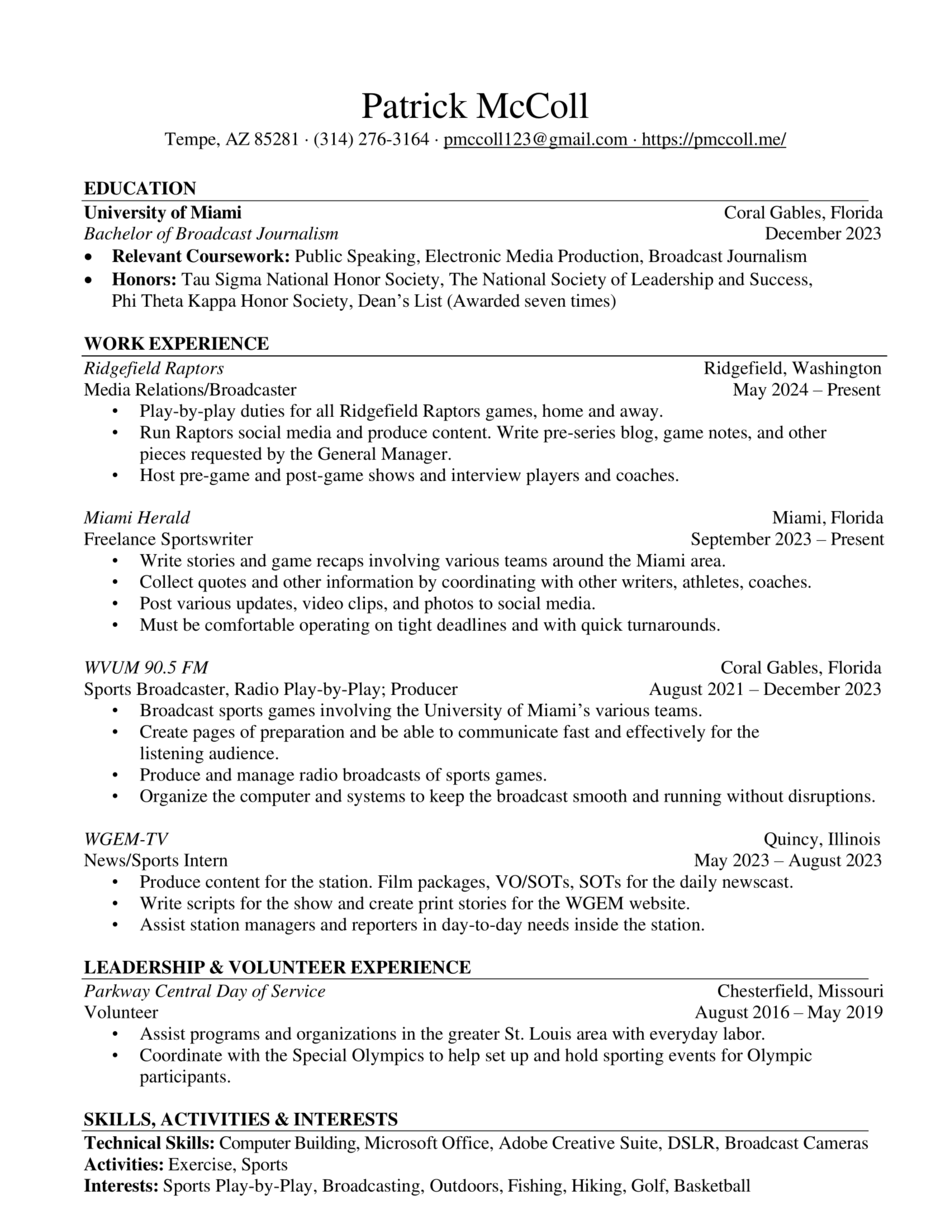 Patrick McColl
Tempe, AZ 85281 · (314) 276-3164 · pmccoll123@gmail.com · https://pmccoll.me/
EDUCATION
University of Miami Coral Gables, Florida
Bachelor of Broadcast Journalism December 2023
• Relevant Coursework: Public Speaking, Electronic Media Production, Broadcast Journalism
• Honors: Tau Sigma National Honor Society, The National Society of Leadership and Success,
Phi Theta Kappa Honor Society, Dean’s List (Awarded seven times)
WORK EXPERIENCE
Ridgefield Raptors Ridgefield, Washington
Media Relations/Broadcaster May 2024 – Present
• Play-by-play duties for all Ridgefield Raptors games, home and away.
• Run Raptors social media and produce content. Write pre-series blog, game notes, and other
pieces requested by the General Manager.
• Host pre-game and post-game shows and interview players and coaches.
Miami Herald Miami, Florida
Freelance Sportswriter September 2023 – Present
• Write stories and game recaps involving various teams around the Miami area.
• Collect quotes and other information by coordinating with other writers, athletes, coaches.
• Post various updates, video clips, and photos to social media.
• Must be comfortable operating on tight deadlines and with quick turnarounds.
WVUM 90.5 FM Coral Gables, Florida
Sports Broadcaster, Radio Play-by-Play; Producer August 2021 – December 2023
• Broadcast sports games involving the University of Miami’s various teams.
• Create pages of preparation and be able to communicate fast and effectively for the
listening audience.
• Produce and manage radio broadcasts of sports games.
• Organize the computer and systems to keep the broadcast smooth and running without disruptions.
WGEM-TV Quincy, Illinois
News/Sports Intern May 2023 – August 2023
• Produce content for the station. Film packages, VO/SOTs, SOTs for the daily newscast.
• Write scripts for the show and create print stories for the WGEM website.
• Assist station managers and reporters in day-to-day needs inside the station.
LEADERSHIP & VOLUNTEER EXPERIENCE
Parkway Central Day of Service Chesterfield, Missouri
Volunteer August 2016 – May 2019
• Assist programs and organizations in the greater St. Louis area with everyday labor.
• Coordinate with the Special Olympics to help set up and hold sporting events for Olympic
participants.
SKILLS, ACTIVITIES & INTERESTS
Technical Skills: Computer Building, Microsoft Office, Adobe Creative Suite, DSLR, Broadcast Cameras
Activities: Exercise, Sports
Interests: Sports Play-by-Play, Broadcasting, Outdoors, Fishing, Hiking, Golf, Basketball